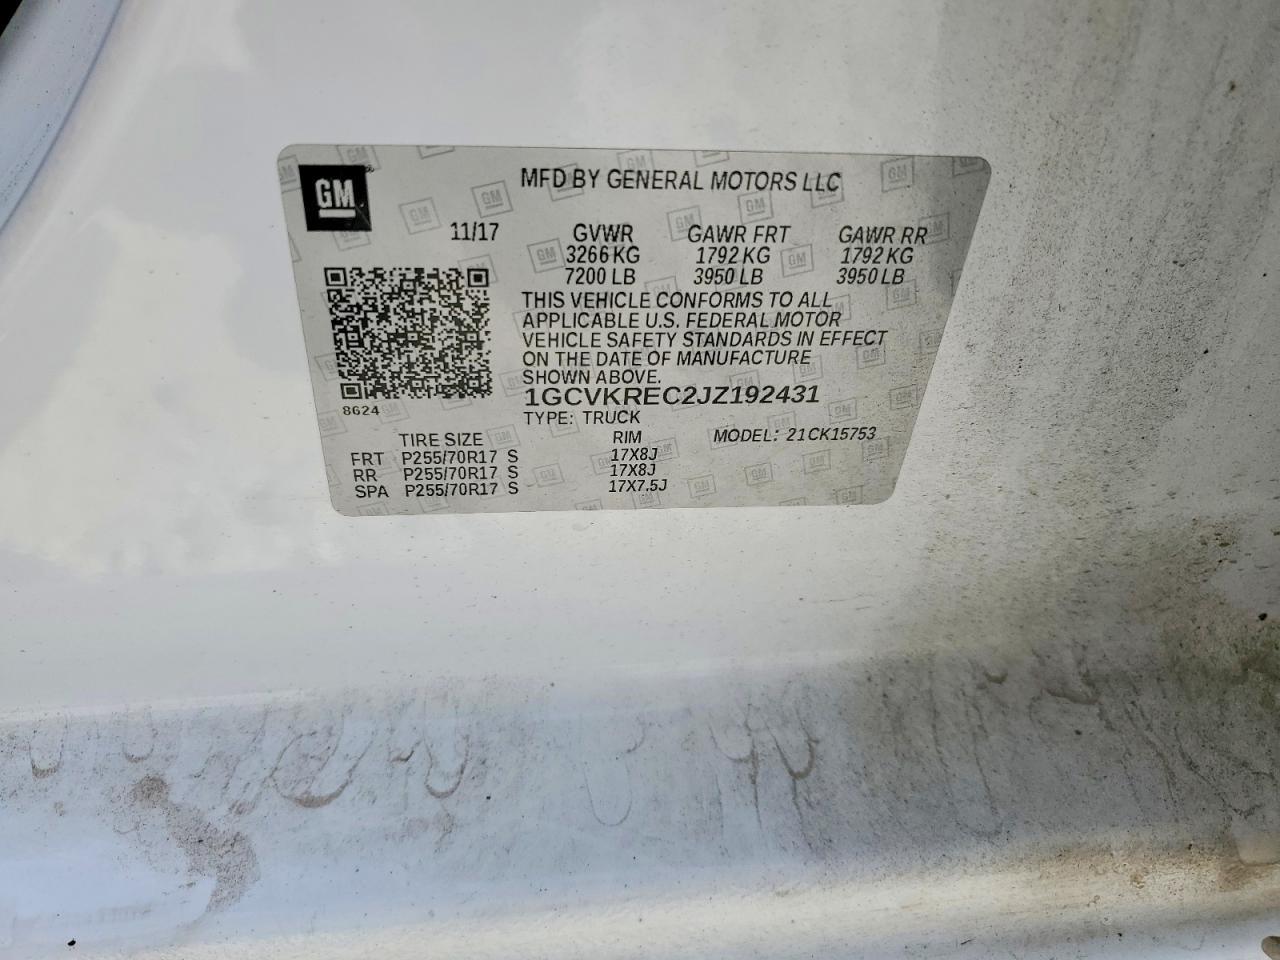 GM
MFD BY GENERAL MOTORS LLC
11/17 GVWR GAWR FRT GAWR RR
3266 KG 1792 KG 1792 KG
7200 LB 3950 LB 3950 LB
THIS VEHICLE CONFORMS TO ALL
APPLICABLE U.S. FEDERAL MOTOR
VEHICLE SAFETY STANDARDS IN EFFECT
ON THE DATE OF MANUFACTURE
SHOWN ABOVE.
1GCVKREC2JZ192431
8624
TYPE: TRUCK
TIRE SIZE RIM MODEL: 21CK15753
FRT P255/70R17 S 17X8J
RR P255/70R17 S 17X8J
SPA P255/70R17 S 17X7.5J